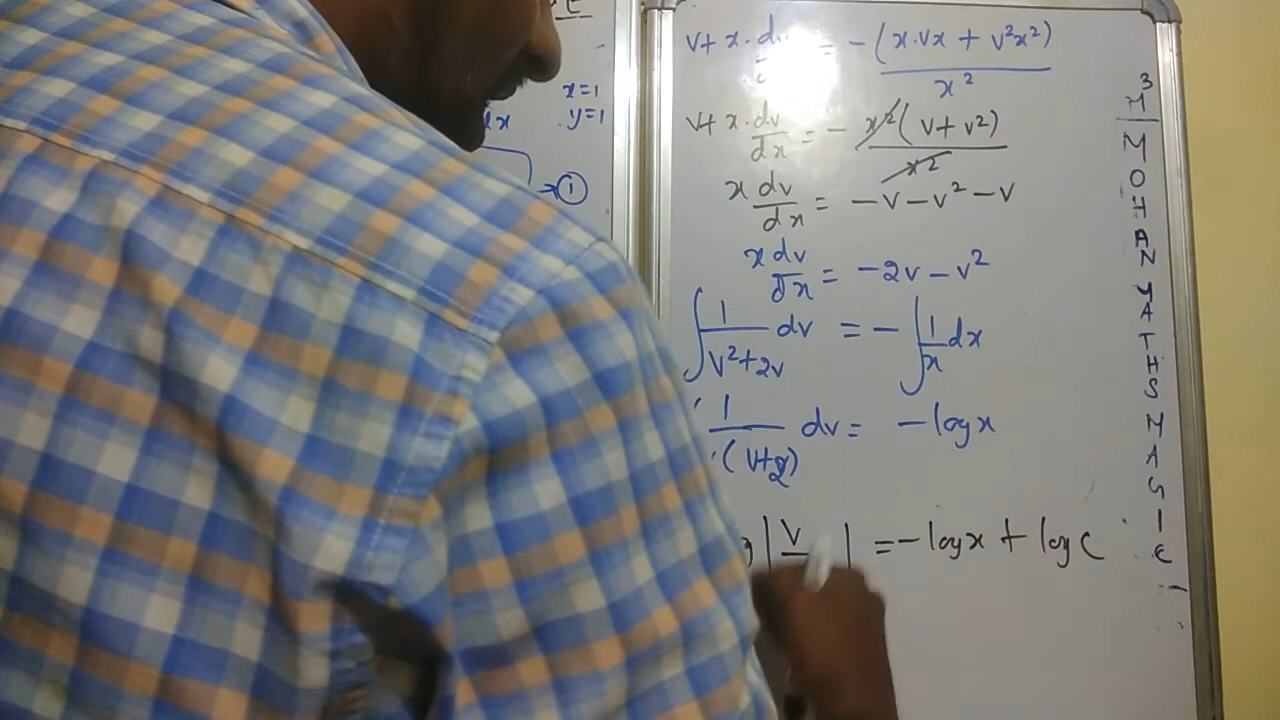 x=1
y=1
dx
①
v + x · d = -(x·vx + v²x²) / x²
v + x · dv/dx = - x²(v + v²) / x²
x dv/dx = -v - v² - v
x dv/dx = -2v - v²
∫ 1/(v²+2v) dv = -∫ 1/x dx
1/(v+2) dv = -log x
g | v | = -log x + log C
M³
MOHAN
MATHS
MAGIC